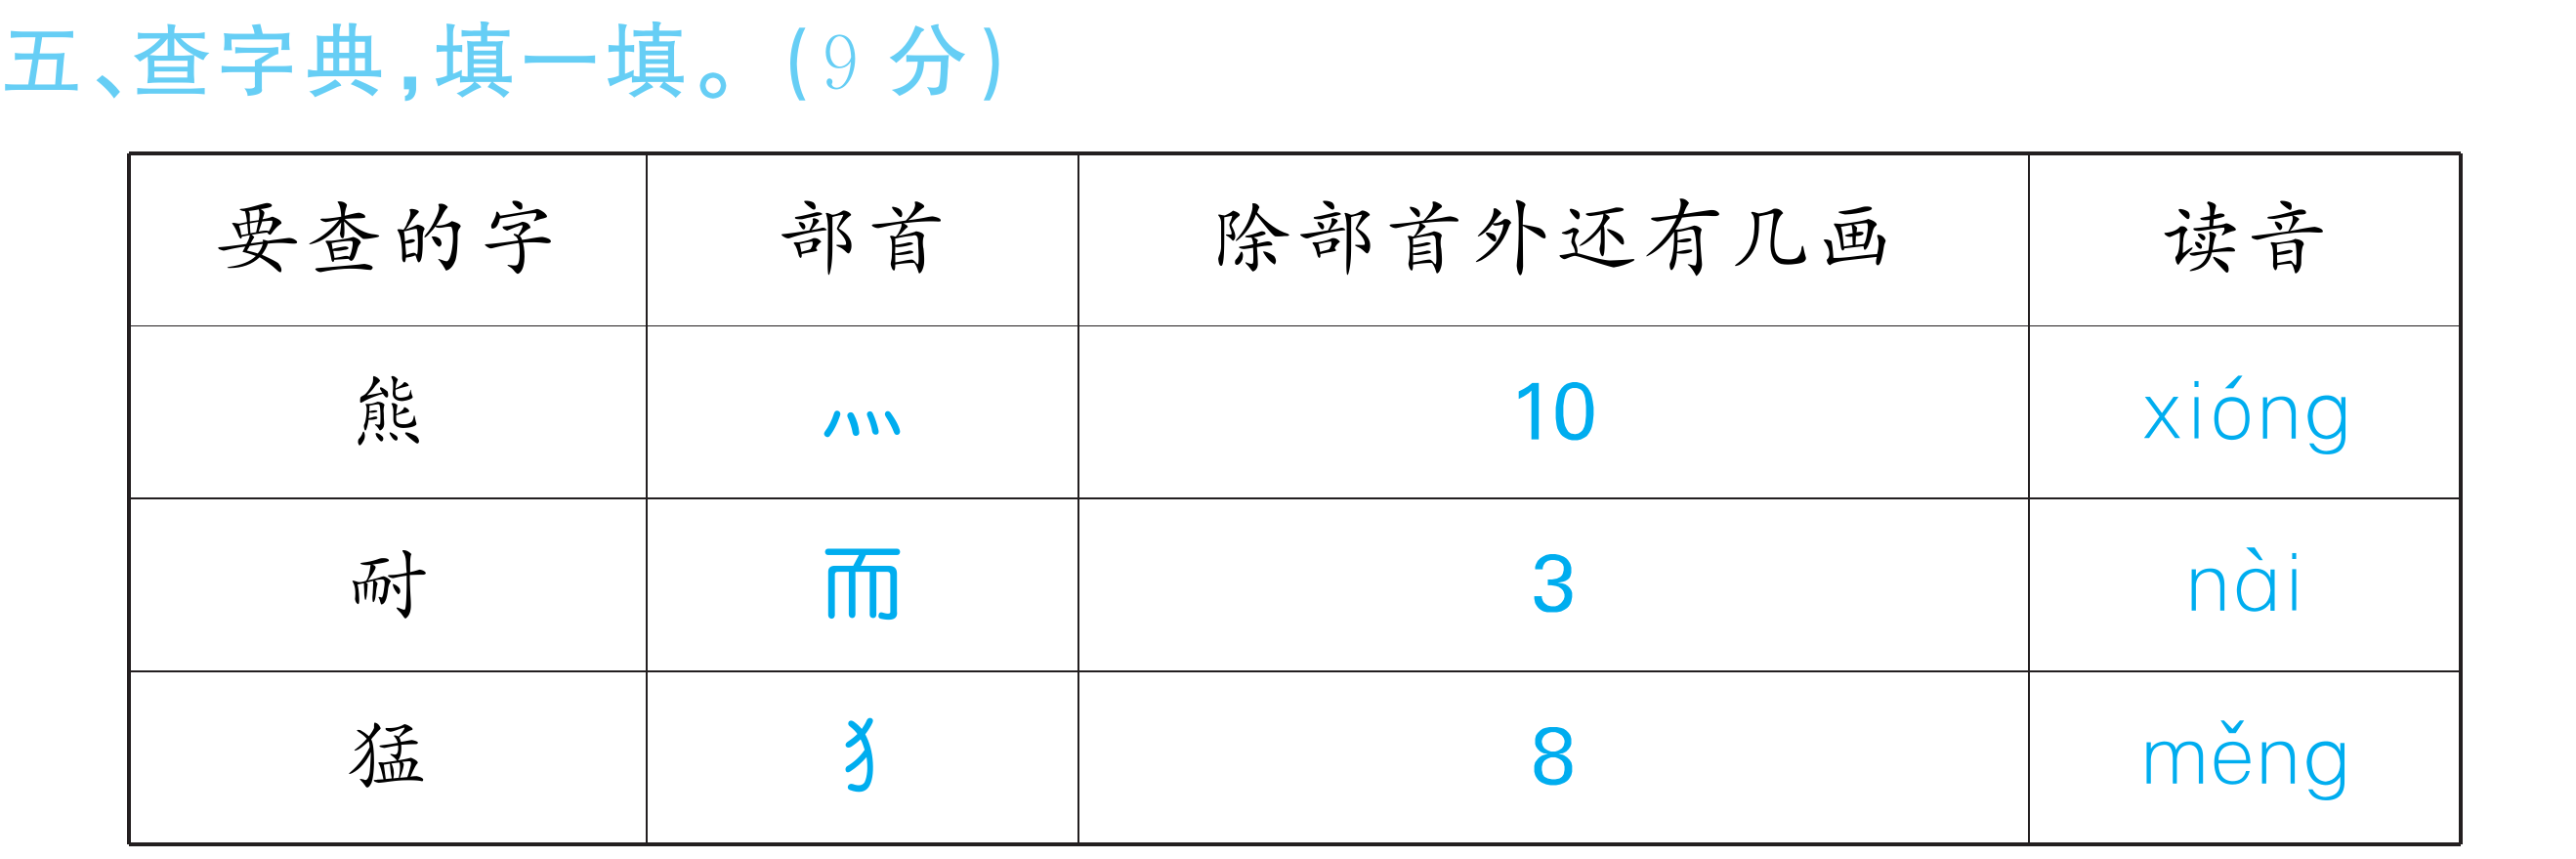 五、查字典,填一填。(9 分)
要查的字 部首 除部首外还有几画 读音
熊 灬 10 xióng
耐 而 3 nài
猛 犭 8 měng